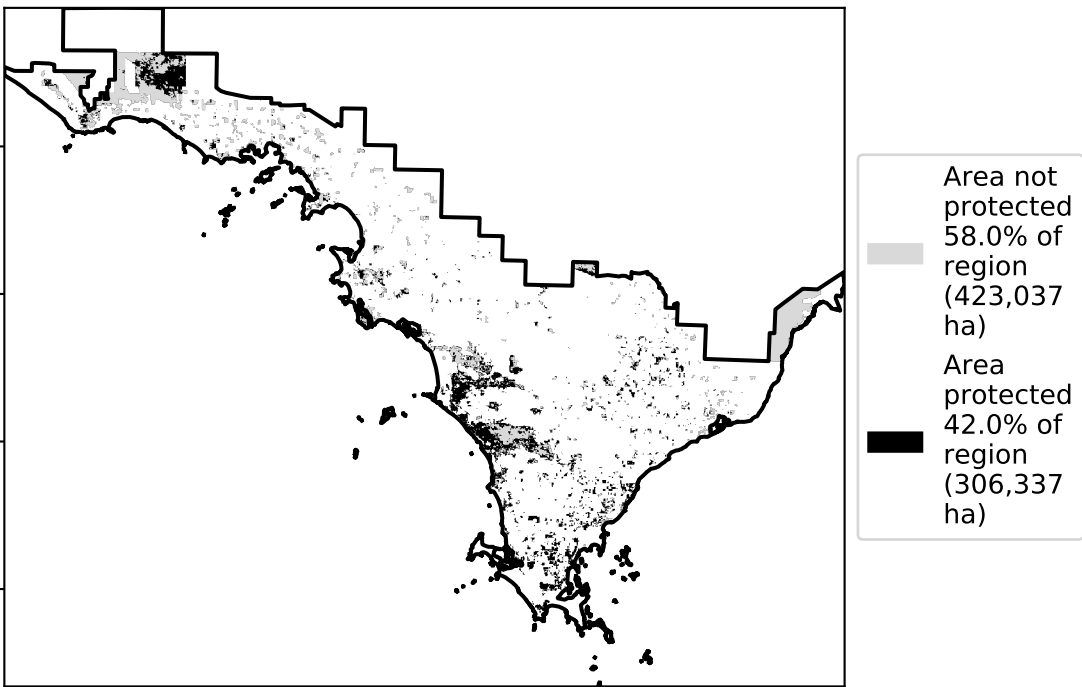 Area not
protected
58.0% of
region
(423,037
ha)
Area
protected
42.0% of
region
(306,337
ha)